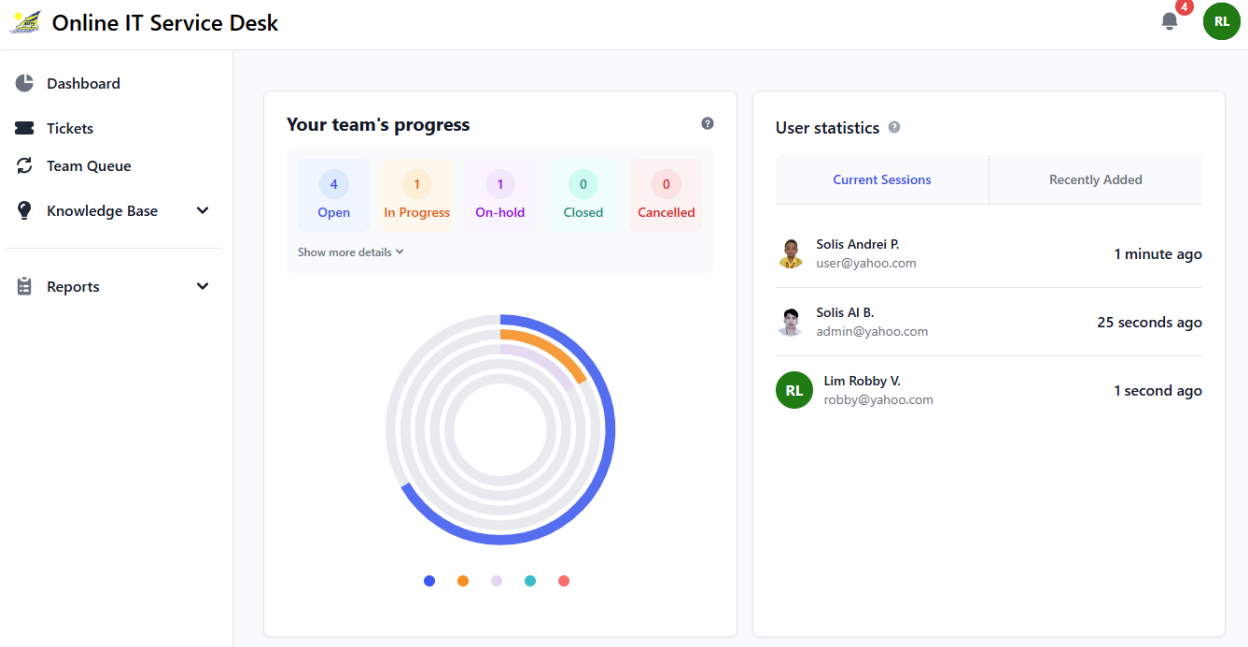 Online IT Service Desk
4
RL
Dashboard
Tickets
Team Queue
Knowledge Base
Reports
Your team's progress
?
4
1
1
0
0
Open
In Progress
On-hold
Closed
Cancelled
Show more details
User statistics
?
Current Sessions
Recently Added
Solis Andrei P.
user@yahoo.com
1 minute ago
Solis Al B.
admin@yahoo.com
25 seconds ago
RL
Lim Robby V.
robby@yahoo.com
1 second ago